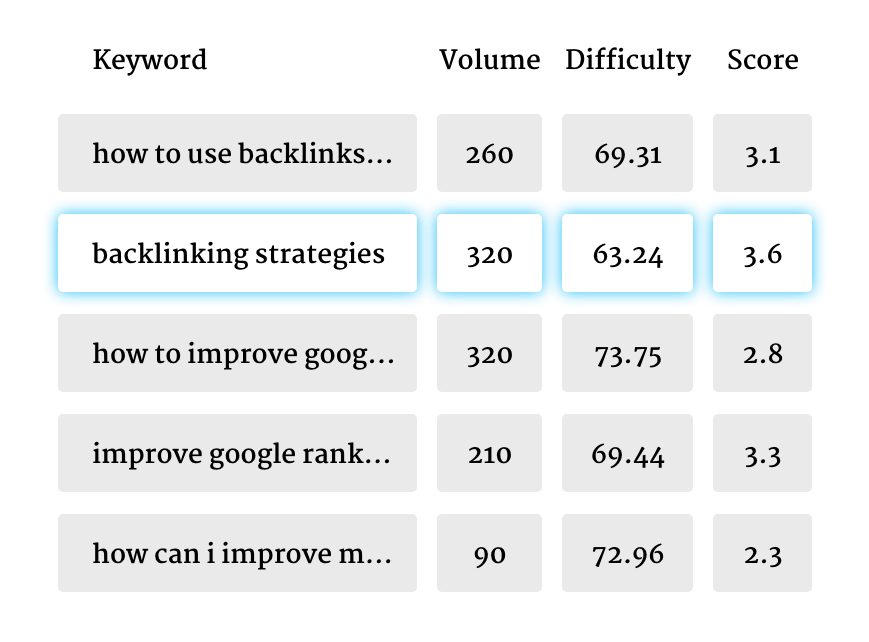 Keyword Volume Difficulty Score
how to use backlinks... 260 69.31 3.1
backlinking strategies 320 63.24 3.6
how to improve goog... 320 73.75 2.8
improve google rank... 210 69.44 3.3
how can i improve m... 90 72.96 2.3